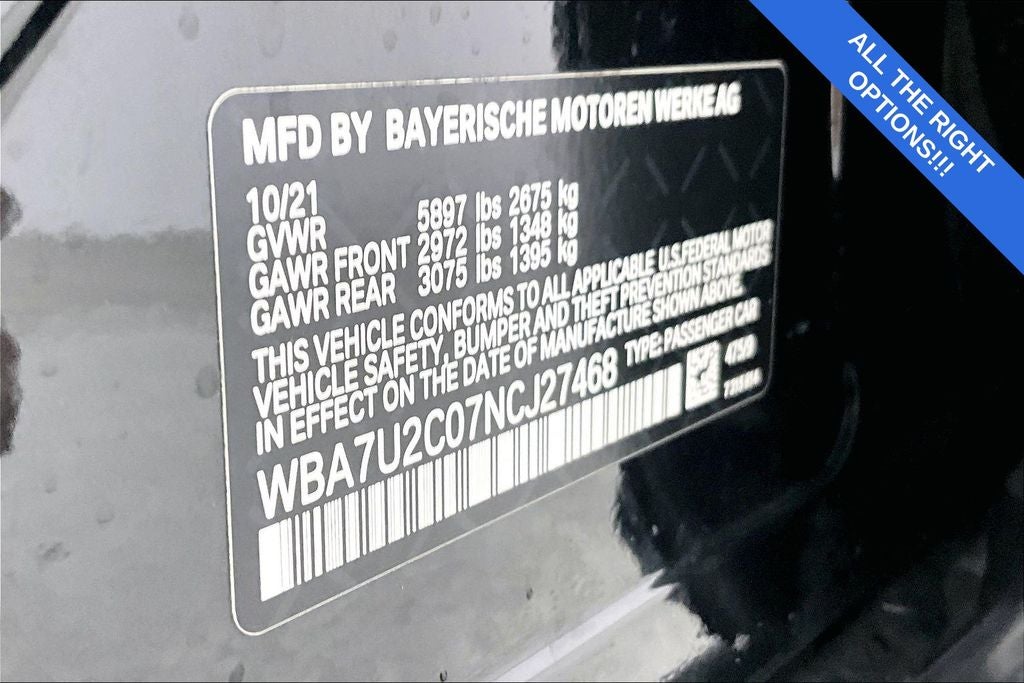 ALL THE RIGHT
OPTIONS!!!
MFD BY BAYERISCHE MOTOREN WERKE AG
10/21
GVWR 5897 lbs 2675 kg
GAWR FRONT 2972 lbs 1348 kg
GAWR REAR 3075 lbs 1395 kg
THIS VEHICLE CONFORMS TO ALL APPLICABLE U.S.FEDERAL MOTOR
VEHICLE SAFETY, BUMPER AND THEFT PREVENTION STANDARDS
IN EFFECT ON THE DATE OF MANUFACTURE SHOWN ABOVE.
WBA7U2C07NCJ27468 TYPE: PASSENGER CAR